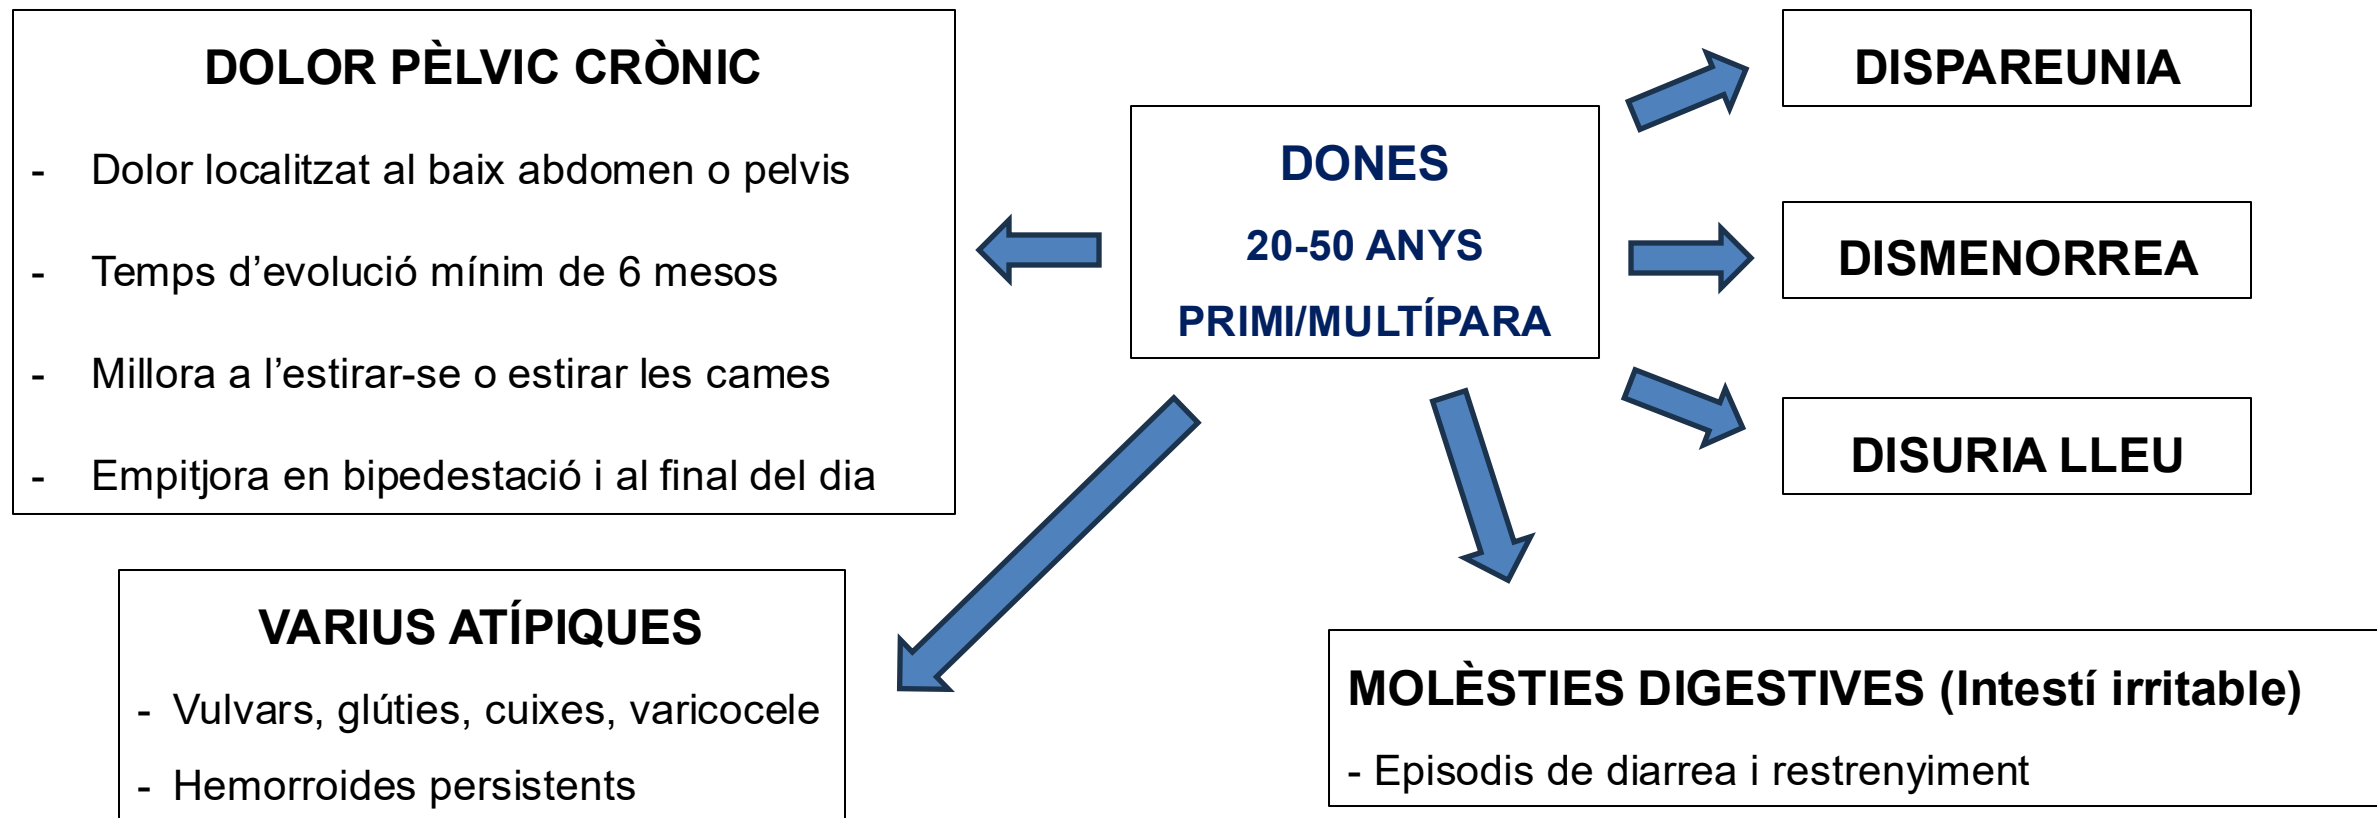 DOLOR PÈLVIC CRÒNIC
- Dolor localitzat al baix abdomen o pelvis
- Temps d’evolució mínim de 6 mesos
- Millora a l’estirar-se o estirar les cames
- Empitjora en bipedestació i al final del dia
DONES
20-50 ANYS
PRIMI/MULTÍPARA
DISPAREUNIA
DISMENORREA
DISURIA LLEU
VARIUS ATÍPIQUES
- Vulvars, glúties, cuixes, varicocele
- Hemorroides persistents
MOLÈSTIES DIGESTIVES (Intestí irritable)
- Episodis de diarrea i restrenyiment